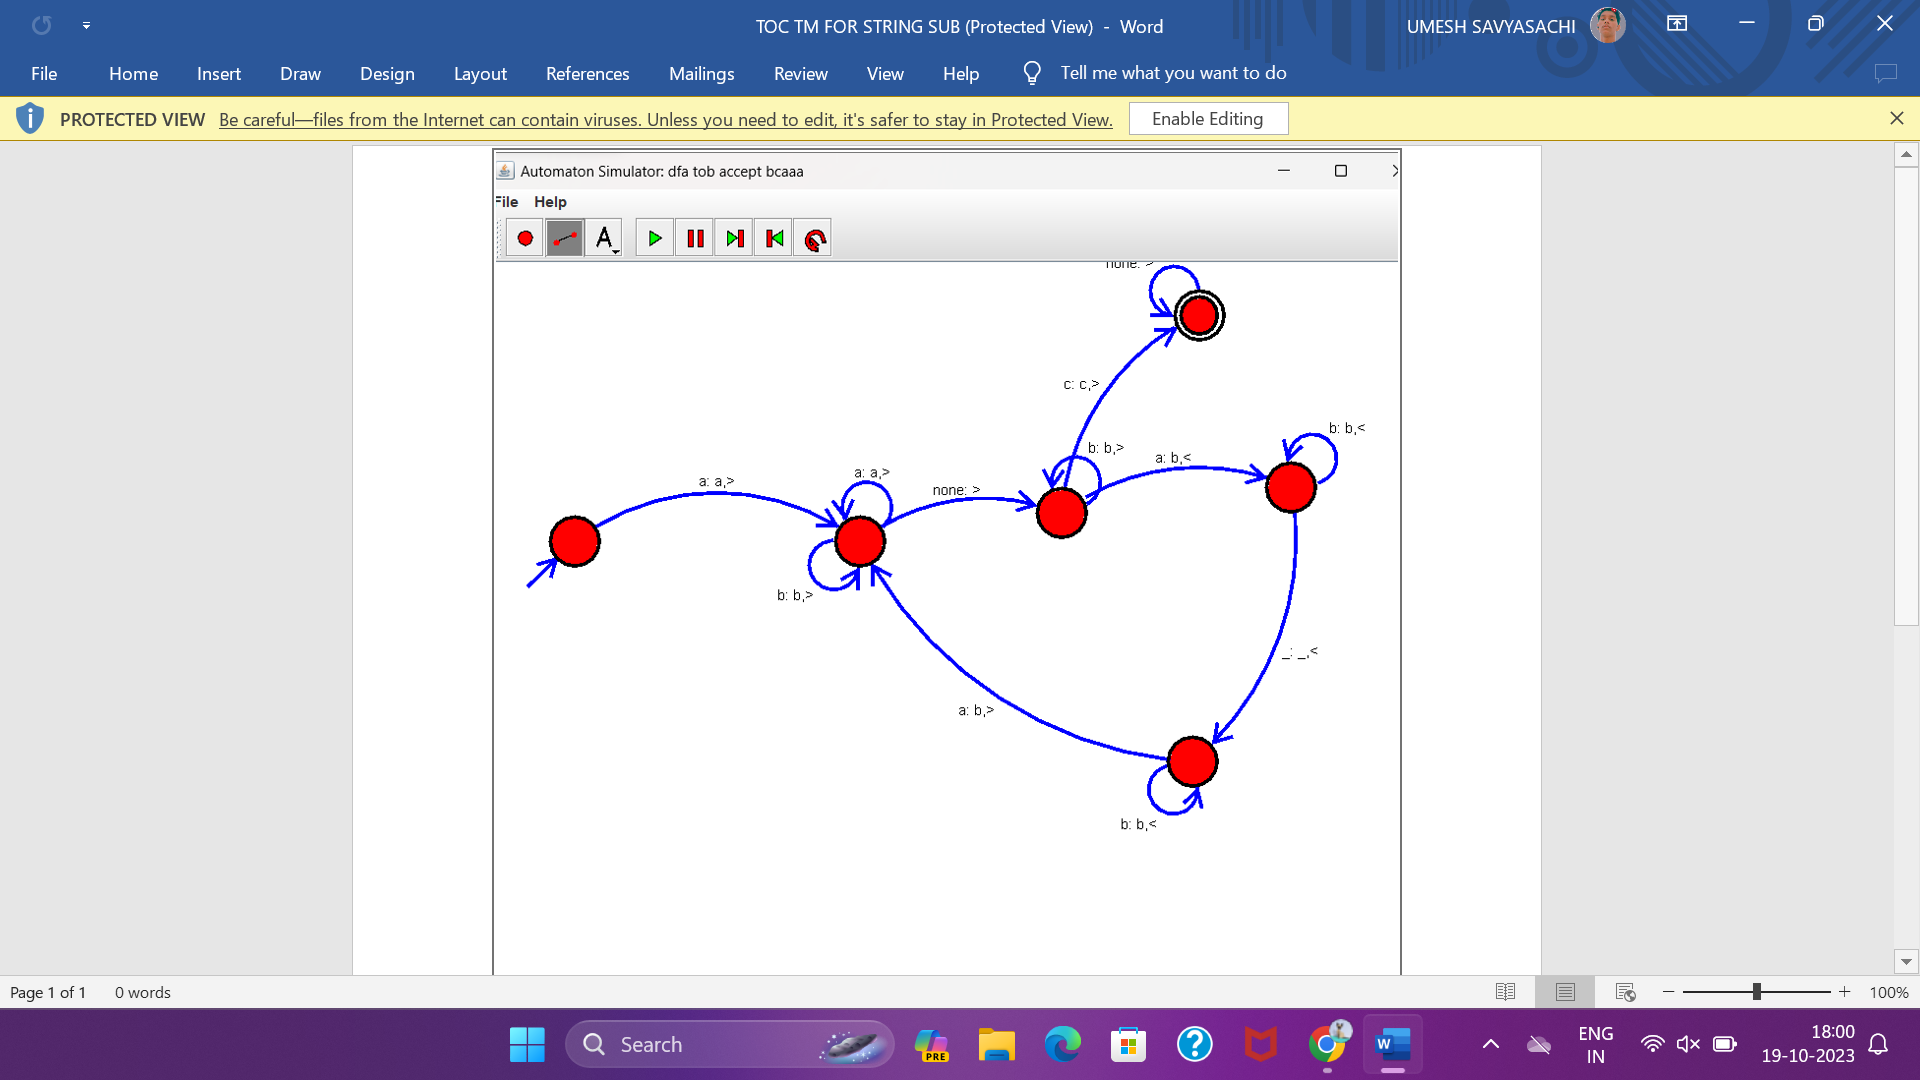 TOC TM FOR STRING SUB (Protected View) - Word
UMESH SAVYASACHI
File Home Insert Draw Design Layout References Mailings Review View Help Tell me what you want to do
PROTECTED VIEW Be careful—files from the Internet can contain viruses. Unless you need to edit, it's safer to stay in Protected View. Enable Editing
Automaton Simulator: dfa tob accept bcaaa
File Help
A
none: >
c: c,>
b: b,<
b: b,>
a: b,<
a: a,>
a: a,>
none: >
b: b,>
_: _,<
a: b,>
b: b,<
Page 1 of 1 0 words
100%
Search
PRE
ENG
IN
18:00
19-10-2023